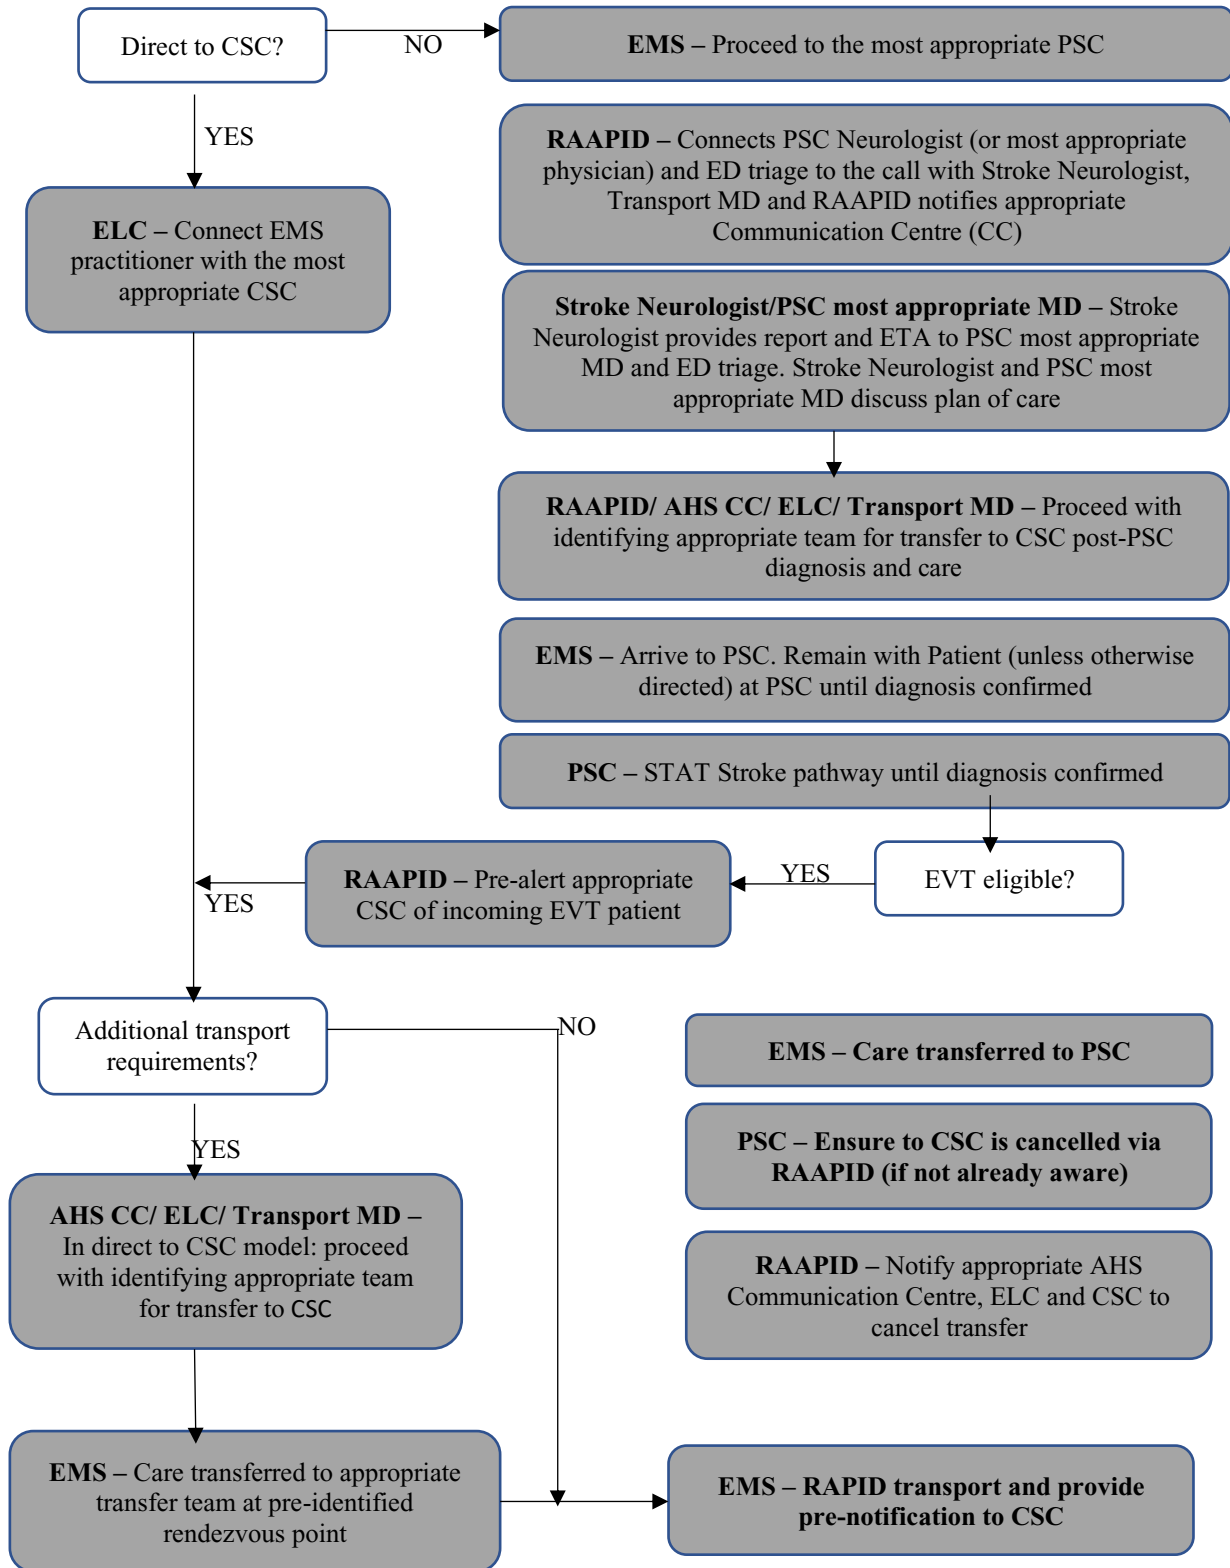 Direct to CSC?
NO
EMS – Proceed to the most appropriate PSC
YES
RAAPID – Connects PSC Neurologist (or most appropriate
physician) and ED triage to the call with Stroke Neurologist,
Transport MD and RAAPID notifies appropriate
Communication Centre (CC)
ELC – Connect EMS
practitioner with the most
appropriate CSC
Stroke Neurologist/PSC most appropriate MD – Stroke
Neurologist provides report and ETA to PSC most appropriate
MD and ED triage. Stroke Neurologist and PSC most
appropriate MD discuss plan of care
RAAPID/ AHS CC/ ELC/ Transport MD – Proceed with
identifying appropriate team for transfer to CSC post-PSC
diagnosis and care
EMS – Arrive to PSC. Remain with Patient (unless otherwise
directed) at PSC until diagnosis confirmed
PSC – STAT Stroke pathway until diagnosis confirmed
EVT eligible?
YES
RAAPID – Pre-alert appropriate
CSC of incoming EVT patient
YES
Additional transport
requirements?
NO
EMS – Care transferred to PSC
YES
PSC – Ensure to CSC is cancelled via
RAAPID (if not already aware)
AHS CC/ ELC/ Transport MD –
In direct to CSC model: proceed
with identifying appropriate team
for transfer to CSC
RAAPID – Notify appropriate AHS
Communication Centre, ELC and CSC to
cancel transfer
EMS – Care transferred to appropriate
transfer team at pre-identified
rendezvous point
EMS – RAPID transport and provide
pre-notification to CSC